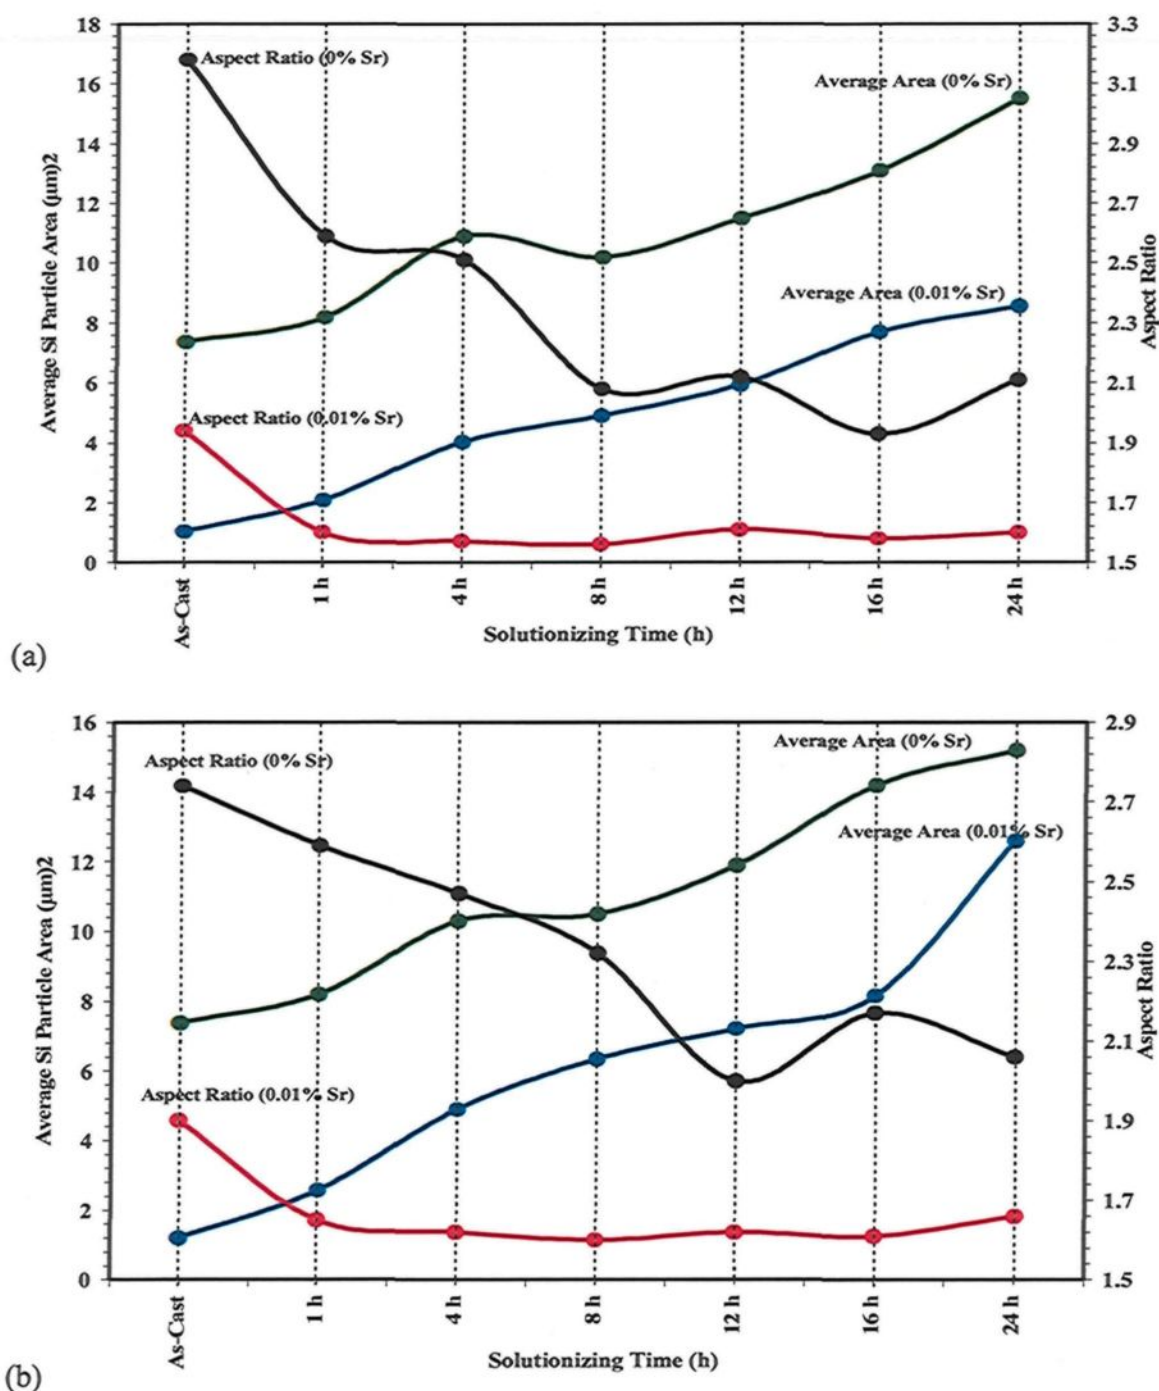 18
16
14
12
10
8
6
4
2
0
Average Si Particle Area (µm)2
3.3
3.1
2.9
2.7
2.5
2.3
2.1
1.9
1.7
1.5
Aspect Ratio
Aspect Ratio (0% Sr)
Average Area (0% Sr)
Average Area (0.01% Sr)
Aspect Ratio (0.01% Sr)
As-Cast
1 h
4 h
8 h
12 h
16 h
24 h
Solutionizing Time (h)
(a)
16
14
12
10
8
6
4
2
0
Average Si Particle Area (µm)2
2.9
2.7
2.5
2.3
2.1
1.9
1.7
1.5
Aspect Ratio
Average Area (0% Sr)
Aspect Ratio (0% Sr)
Average Area (0.01% Sr)
Aspect Ratio (0.01% Sr)
As-Cast
1 h
4 h
8 h
12 h
16 h
24 h
Solutionizing Time (h)
(b)